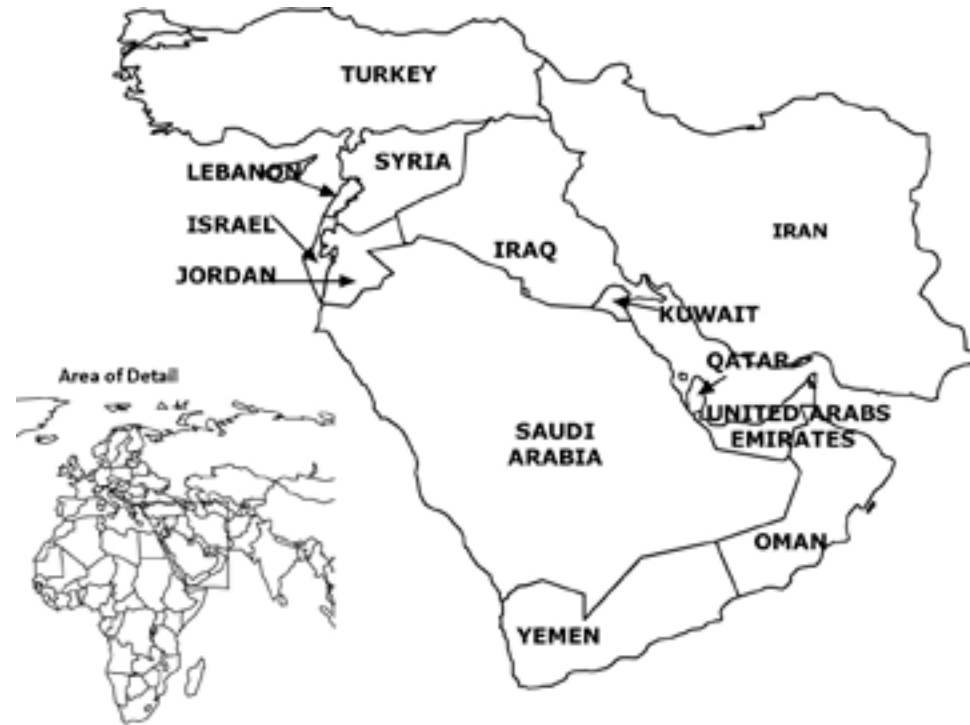 TURKEY
SYRIA
LEBANON
ISRAEL
IRAN
IRAQ
JORDAN
KUWAIT
QATAR
Area of Detail
UNITED ARABS
EMIRATES
SAUDI
ARABIA
OMAN
YEMEN